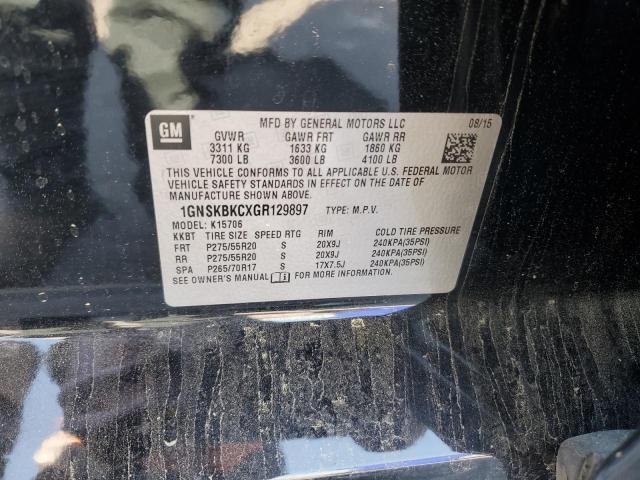 GM
MFD BY GENERAL MOTORS LLC 08/15
GVWR GAWR FRT GAWR RR
3311 KG 1633 KG 1860 KG
7300 LB 3600 LB 4100 LB
THIS VEHICLE CONFORMS TO ALL APPLICABLE U.S. FEDERAL MOTOR
VEHICLE SAFETY STANDARDS IN EFFECT ON THE DATE OF
MANUFACTURE SHOWN ABOVE.
1GNSKBKCXGR129897 TYPE: M.P.V.
MODEL: K15706
KKBT TIRE SIZE SPEED RTG RIM COLD TIRE PRESSURE
FRT P275/55R20 S 20X9J 240KPA(35PSI)
RR P275/55R20 S 20X9J 240KPA(35PSI)
SPA P265/70R17 S 17X7.5J 240KPA(35PSI)
SEE OWNER'S MANUAL FOR MORE INFORMATION.